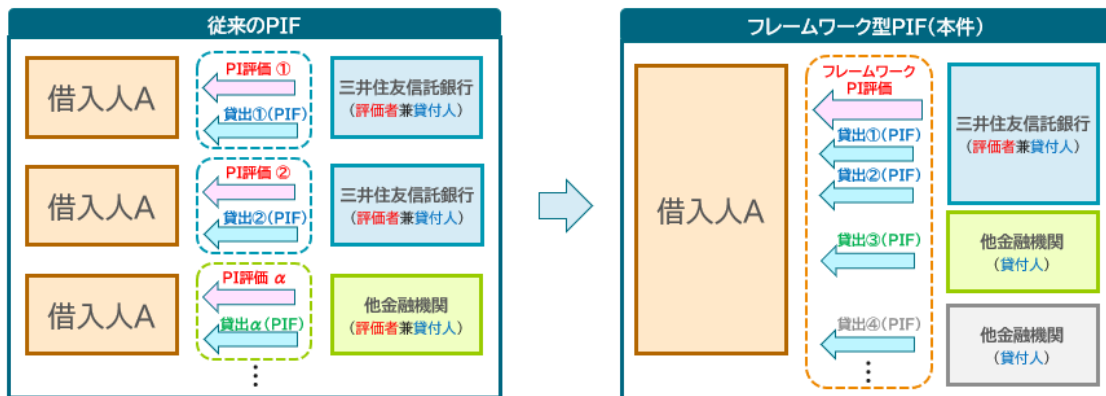 従来のPIF
借入人A
PI評価 ①
貸出①(PIF)
三井住友信託銀行
(評価者兼貸付人)
借入人A
PI評価 ②
貸出②(PIF)
三井住友信託銀行
(評価者兼貸付人)
借入人A
PI評価 α
貸出α(PIF)
他金融機関
(評価者兼貸付人)
⋮
フレームワーク型PIF(本件)
借入人A
フレームワーク
PI評価
貸出①(PIF)
貸出②(PIF)
三井住友信託銀行
(評価者兼貸付人)
貸出③(PIF)
他金融機関
(貸付人)
貸出④(PIF)
他金融機関
(貸付人)
⋮